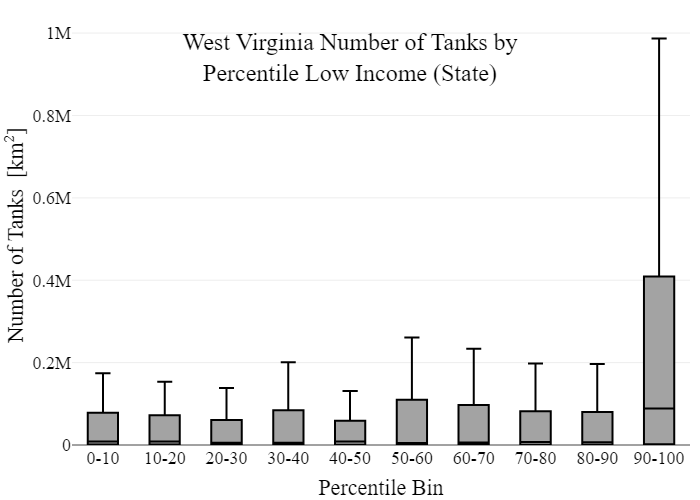 West Virginia Number of Tanks by
Percentile Low Income (State)
Number of Tanks [km²]
1M
0.8M
0.6M
0.4M
0.2M
0
0-10 10-20 20-30 30-40 40-50 50-60 60-70 70-80 80-90 90-100
Percentile Bin